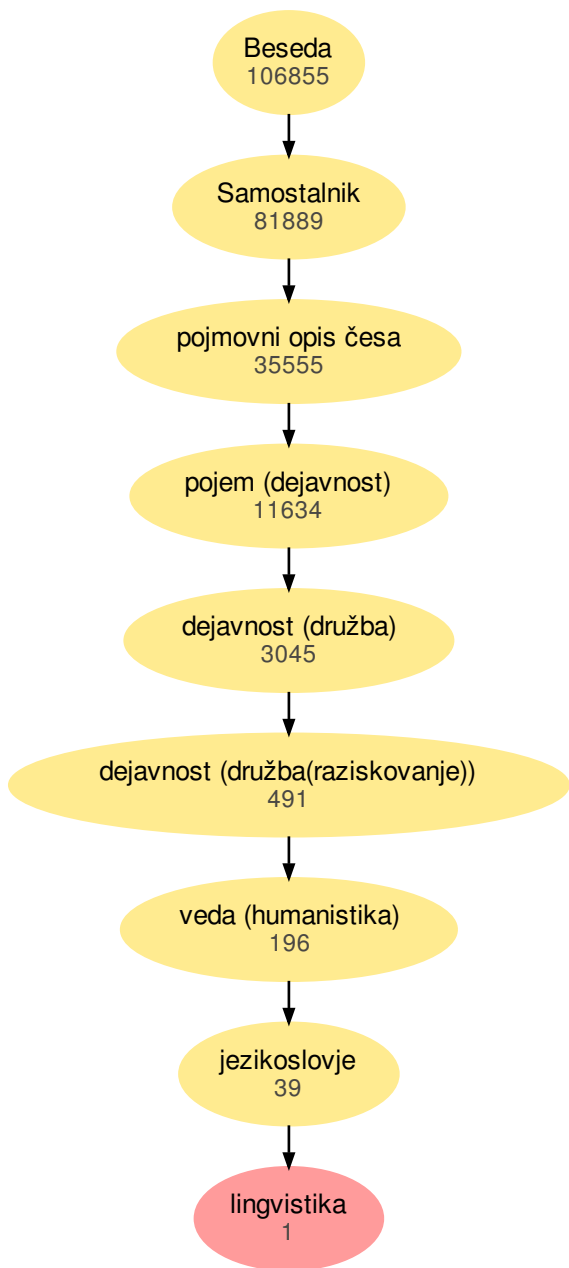 Beseda
106855
Samostalnik
81889
pojmovni opis česa
35555
pojem (dejavnost)
11634
dejavnost (družba)
3045
dejavnost (družba(raziskovanje))
491
veda (humanistika)
196
jezikoslovje
39
lingvistika
1